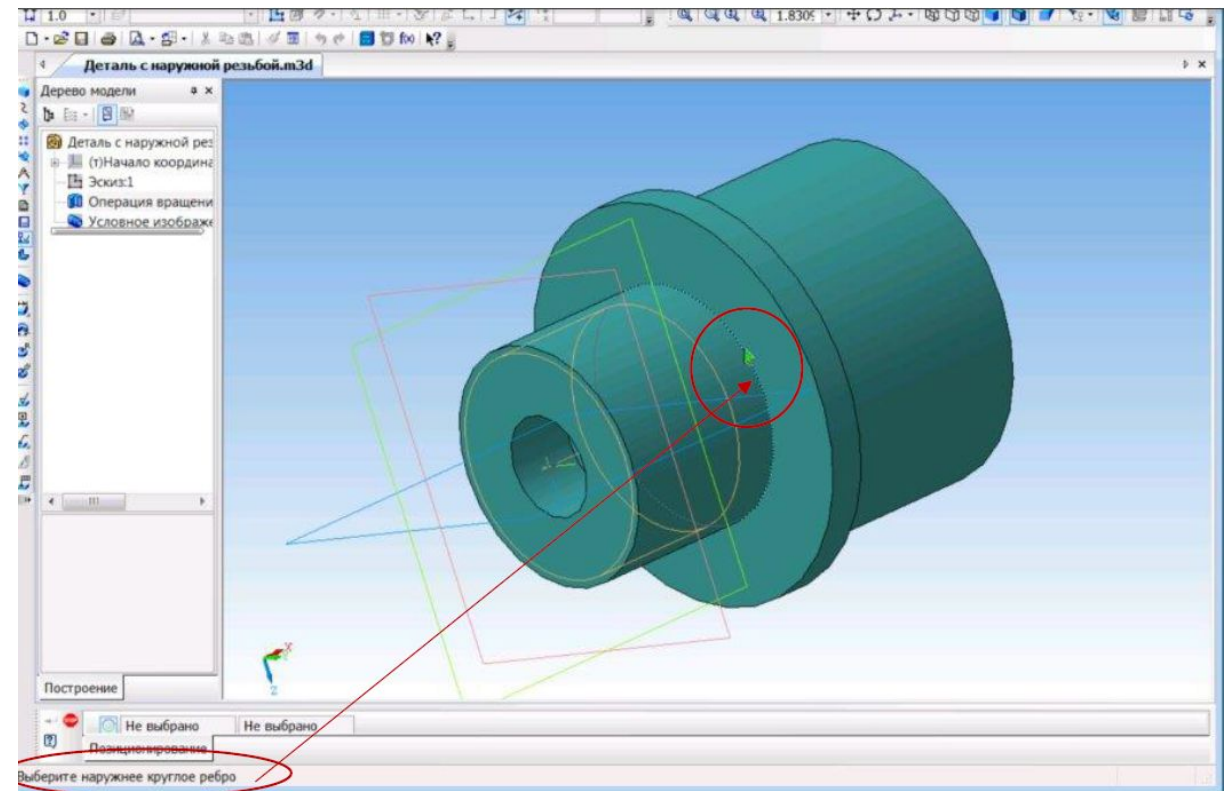 1.0
1.8309
Деталь с наружной резьбой.m3d
Дерево модели
Деталь с наружной рез
(т)Начало координа
Эскиз:1
Операция вращени
Условное изображе
X
Z
Построение
Не выбрано Не выбрано
Позиционирование
Выберите наружнее круглое ребро